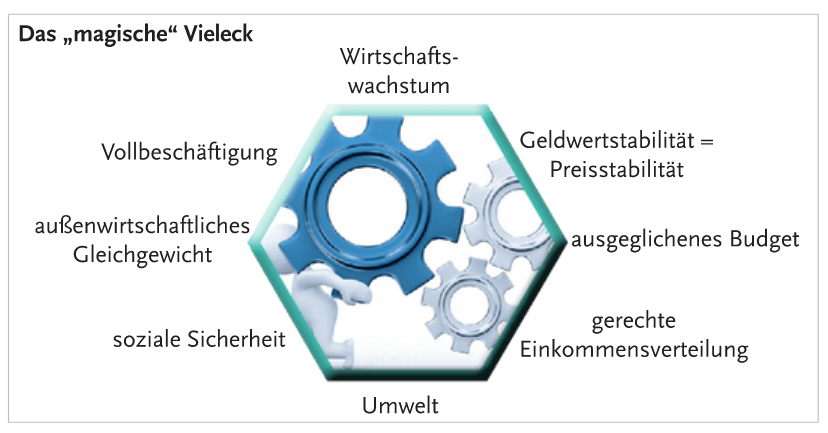 Das „magische“ Vieleck
Wirtschafts-
wachstum
Vollbeschäftigung
Geldwertstabilität =
Preisstabilität
außenwirtschaftliches
Gleichgewicht
ausgeglichenes Budget
soziale Sicherheit
gerechte
Einkommensverteilung
Umwelt